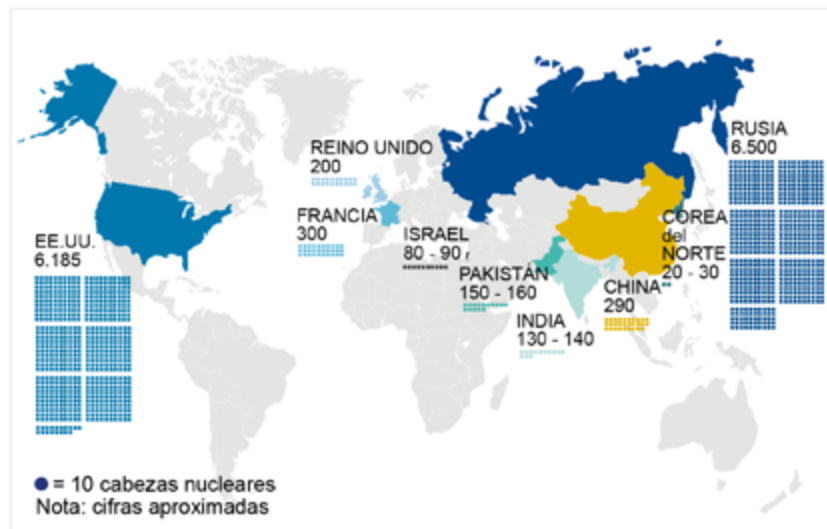 REINO UNIDO
200
RUSIA
6.500
FRANCIA
300
ISRAEL
80 - 90
EE.UU.
6.185
COREA
del
NORTE
20 - 30
PAKISTÁN
150 - 160
CHINA
290
INDIA
130 - 140
= 10 cabezas nucleares
Nota: cifras aproximadas